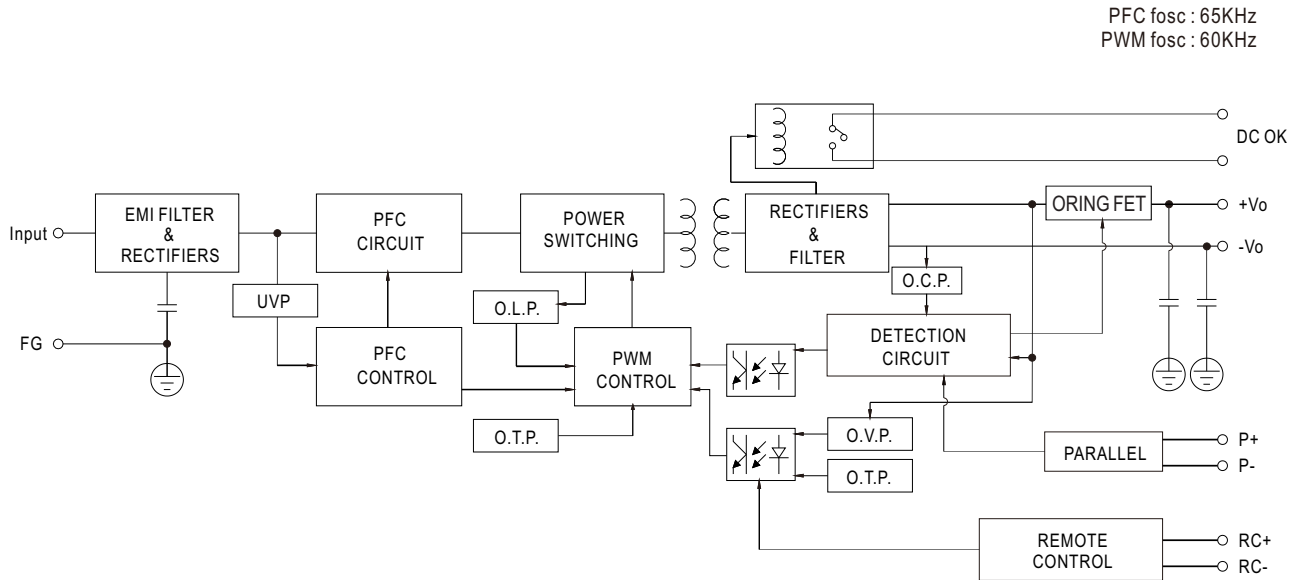 PFC fosc : 65KHz
PWM fosc : 60KHz
DC OK
EMI FILTER
&
RECTIFIERS
PFC
CIRCUIT
POWER
SWITCHING
RECTIFIERS
&
FILTER
ORING FET
+Vo
Input
-Vo
UVP
O.L.P.
O.C.P.
FG
PFC
CONTROL
PWM
CONTROL
DETECTION
CIRCUIT
O.T.P.
O.V.P.
O.T.P.
PARALLEL
P+
P-
REMOTE
CONTROL
RC+
RC-